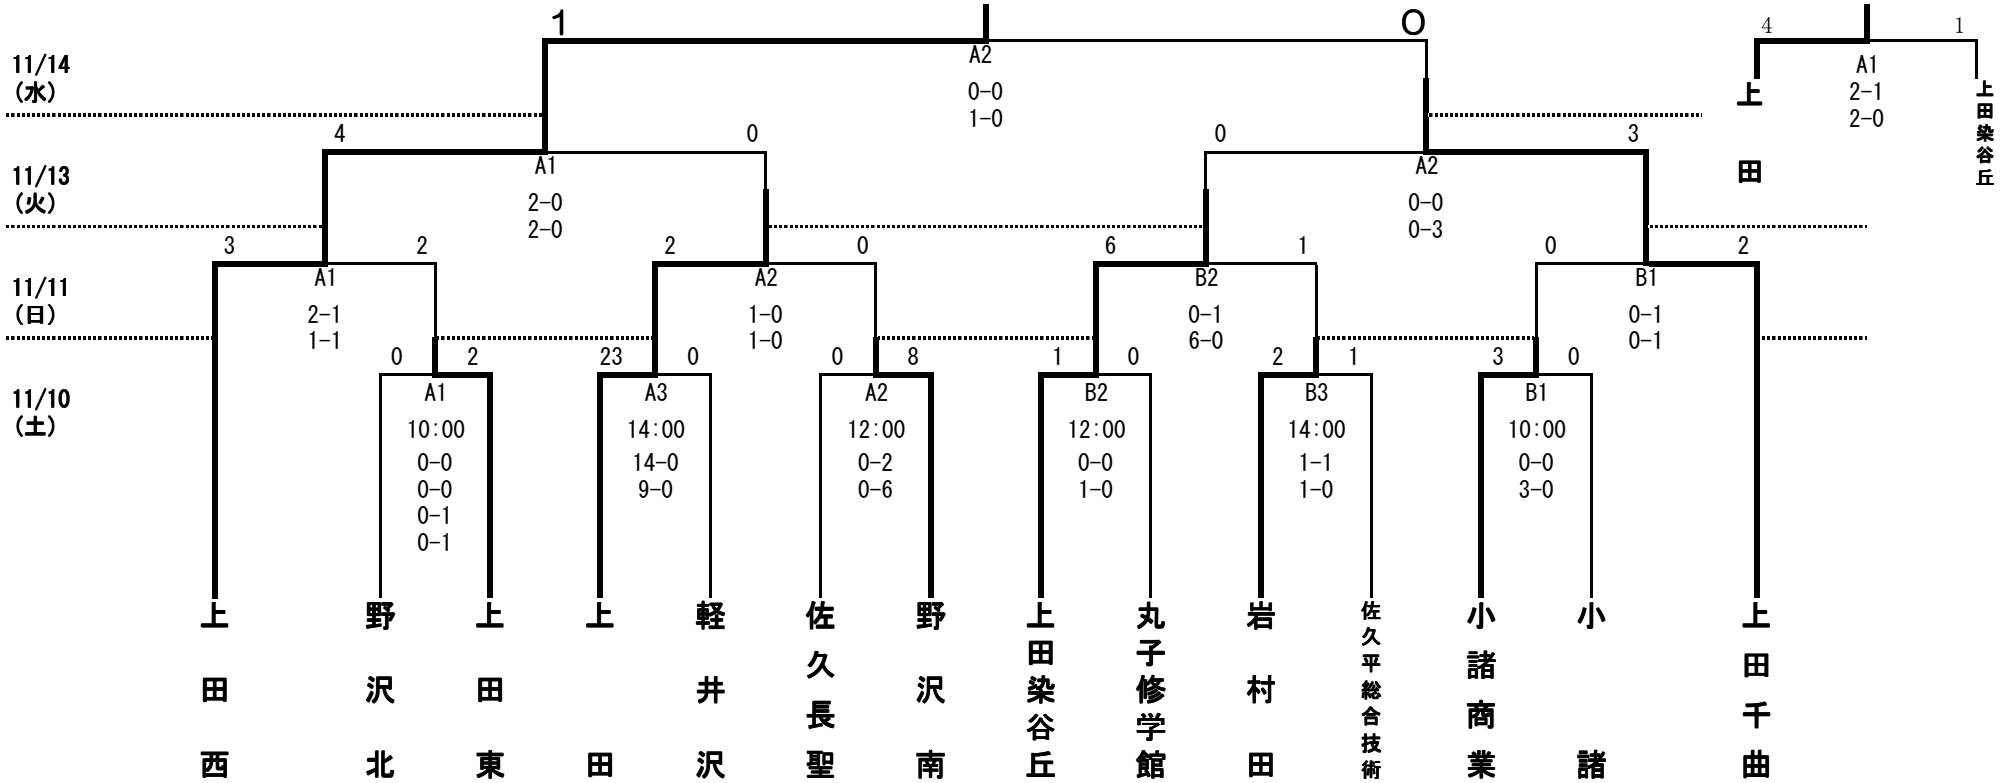 1 0 4 1
11/14
(水)
A2
0-0
1-0
A1
2-1
2-0
上田
上田染谷丘
4 0 0 3
11/13
(火)
A1
2-0
2-0
A2
0-0
0-3
3 2 2 0 6 1 0 2
11/11
(日)
A1
2-1
1-1
A2
1-0
1-0
B2
0-1
6-0
B1
0-1
0-1
0 2 23 0 0 8 1 0 2 1 3 0
11/10
(土)
A1
10:00
0-0
0-0
0-1
0-1
A3
14:00
14-0
9-0
A2
12:00
0-2
0-6
B2
12:00
0-0
1-0
B3
14:00
1-1
1-0
B1
10:00
0-0
3-0
上田西
野沢北
上田東
上田
軽井沢
佐久長聖
野沢南
上田染谷丘
丸子修学館
岩村田
佐久平総合技術
小諸商業
小諸
上田千曲